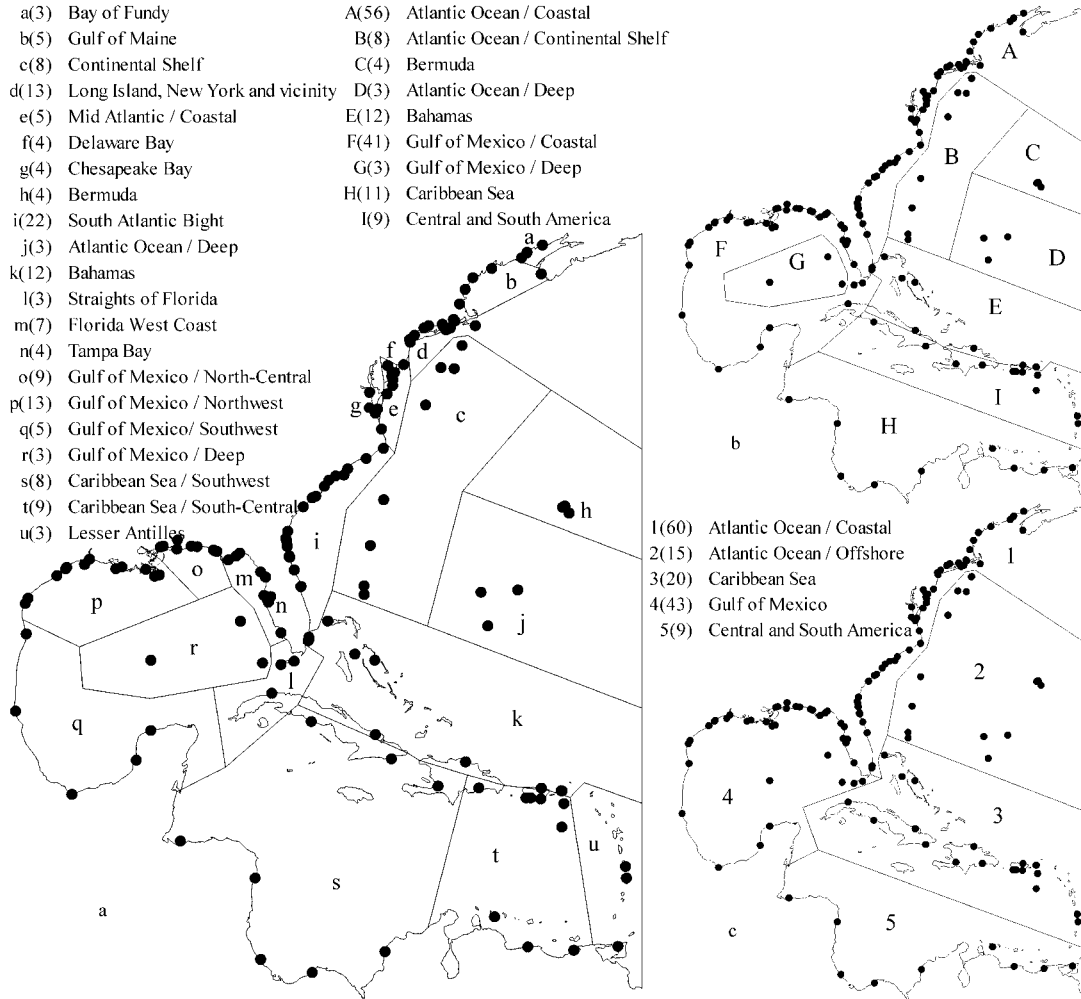 a(3) Bay of Fundy
b(5) Gulf of Maine
c(8) Continental Shelf
d(13) Long Island, New York and vicinity
e(5) Mid Atlantic / Coastal
f(4) Delaware Bay
g(4) Chesapeake Bay
h(4) Bermuda
i(22) South Atlantic Bight
j(3) Atlantic Ocean / Deep
k(12) Bahamas
l(3) Straights of Florida
m(7) Florida West Coast
n(4) Tampa Bay
o(9) Gulf of Mexico / North-Central
p(13) Gulf of Mexico / Northwest
q(5) Gulf of Mexico/ Southwest
r(3) Gulf of Mexico / Deep
s(8) Caribbean Sea / Southwest
t(9) Caribbean Sea / South-Central
u(3) Lesser Antilles
A(56) Atlantic Ocean / Coastal
B(8) Atlantic Ocean / Continental Shelf
C(4) Bermuda
D(3) Atlantic Ocean / Deep
E(12) Bahamas
F(41) Gulf of Mexico / Coastal
G(3) Gulf of Mexico / Deep
H(11) Caribbean Sea
I(9) Central and South America
a
b
f
d
g
e
c
h
i
o
m
p
n
j
r
l
q
k
t
u
s
a
A
B
C
F
G
D
E
I
H
b
1(60) Atlantic Ocean / Coastal
2(15) Atlantic Ocean / Offshore
3(20) Caribbean Sea
4(43) Gulf of Mexico
5(9) Central and South America
1
2
4
3
5
c